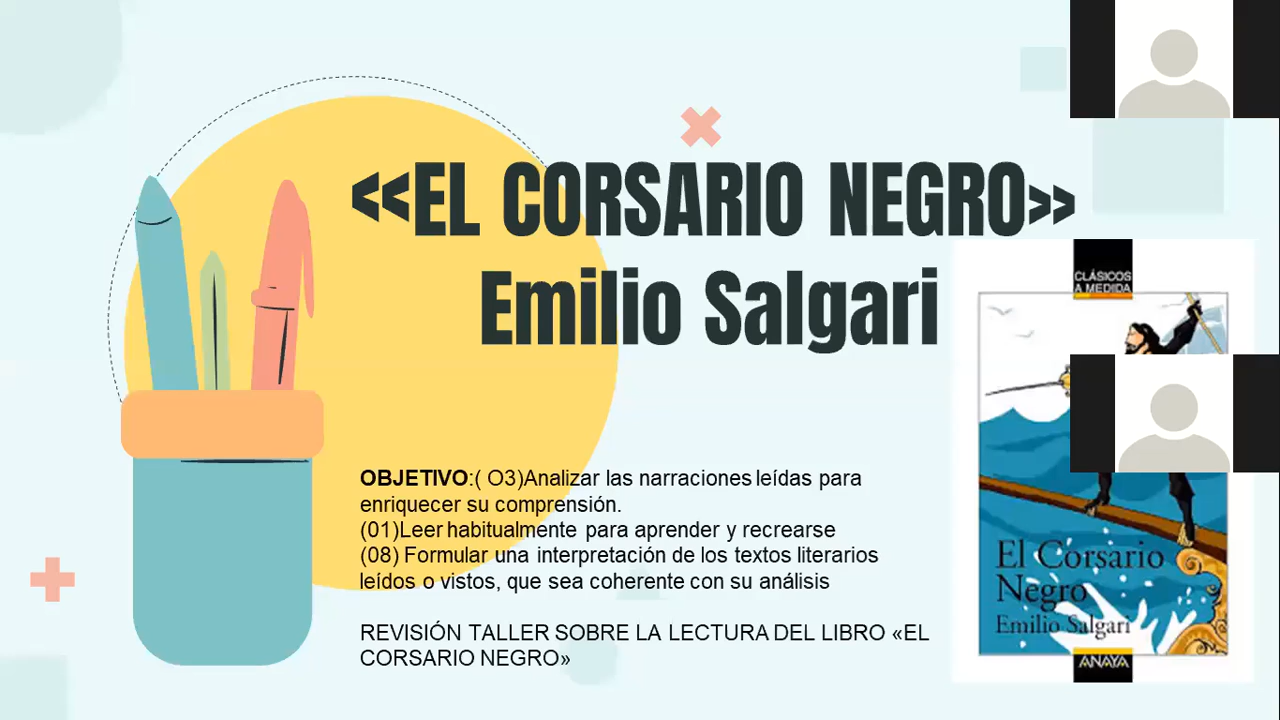 <<EL CORSARIO NEGRO>>
Emilio Salgari
OBJETIVO:( O3)Analizar las narraciones leídas para
enriquecer su comprensión.
(01)Leer habitualmente para aprender y recrearse
(08) Formular una interpretación de los textos literarios
leídos o vistos, que sea coherente con su análisis
REVISIÓN TALLER SOBRE LA LECTURA DEL LIBRO «EL
CORSARIO NEGRO»
CLÁSICOS
A MEDIDA
El Corsario
Negro
Emilio Salgari
ANAYA